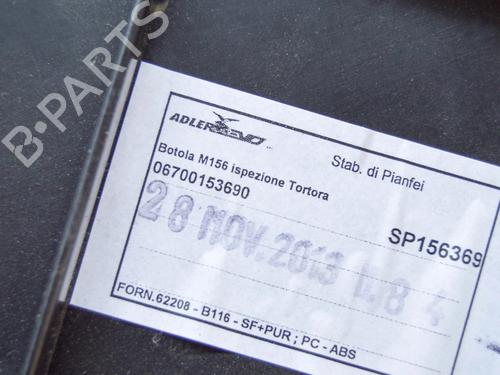 B-PARTS
ADLER EVO
Stab. di Pianfei
Botola M156 ispezione Tortora
06700153690
SP156369
28 NOV.2013
FORN.62208 - B116 - SF+PUR ; PC - ABS